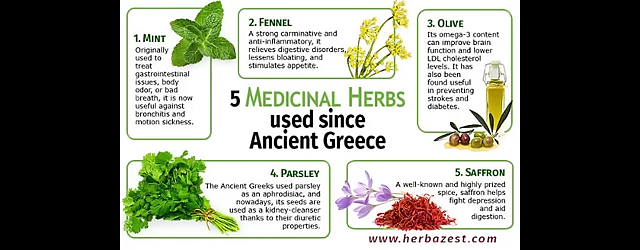 1. MINT
Originally
used to
treat
gastrointestinal
issues, body
odor, or bad
breath, it is now
useful against
bronchitis and
motion sickness.
2. FENNEL
A strong carminative and
anti-inflammatory, it
relieves digestive disorders,
lessens bloating, and
stimulates appetite.
3. OLIVE
Its omega-3 content
can improve brain
function and lower
LDL cholesterol
levels. It has
also been
found useful
in preventing
strokes and
diabetes.
5 MEDICINAL HERBS
used since
Ancient Greece
4. PARSLEY
The Ancient Greeks used parsley
as an aphrodisiac, and
nowadays, its seeds are
used as a kidney-cleanser
thanks to their diuretic
properties.
5. SAFFRON
A well-known and highly prized
spice, saffron helps
fight depression
and aid
digestion.
www.herbazest.com